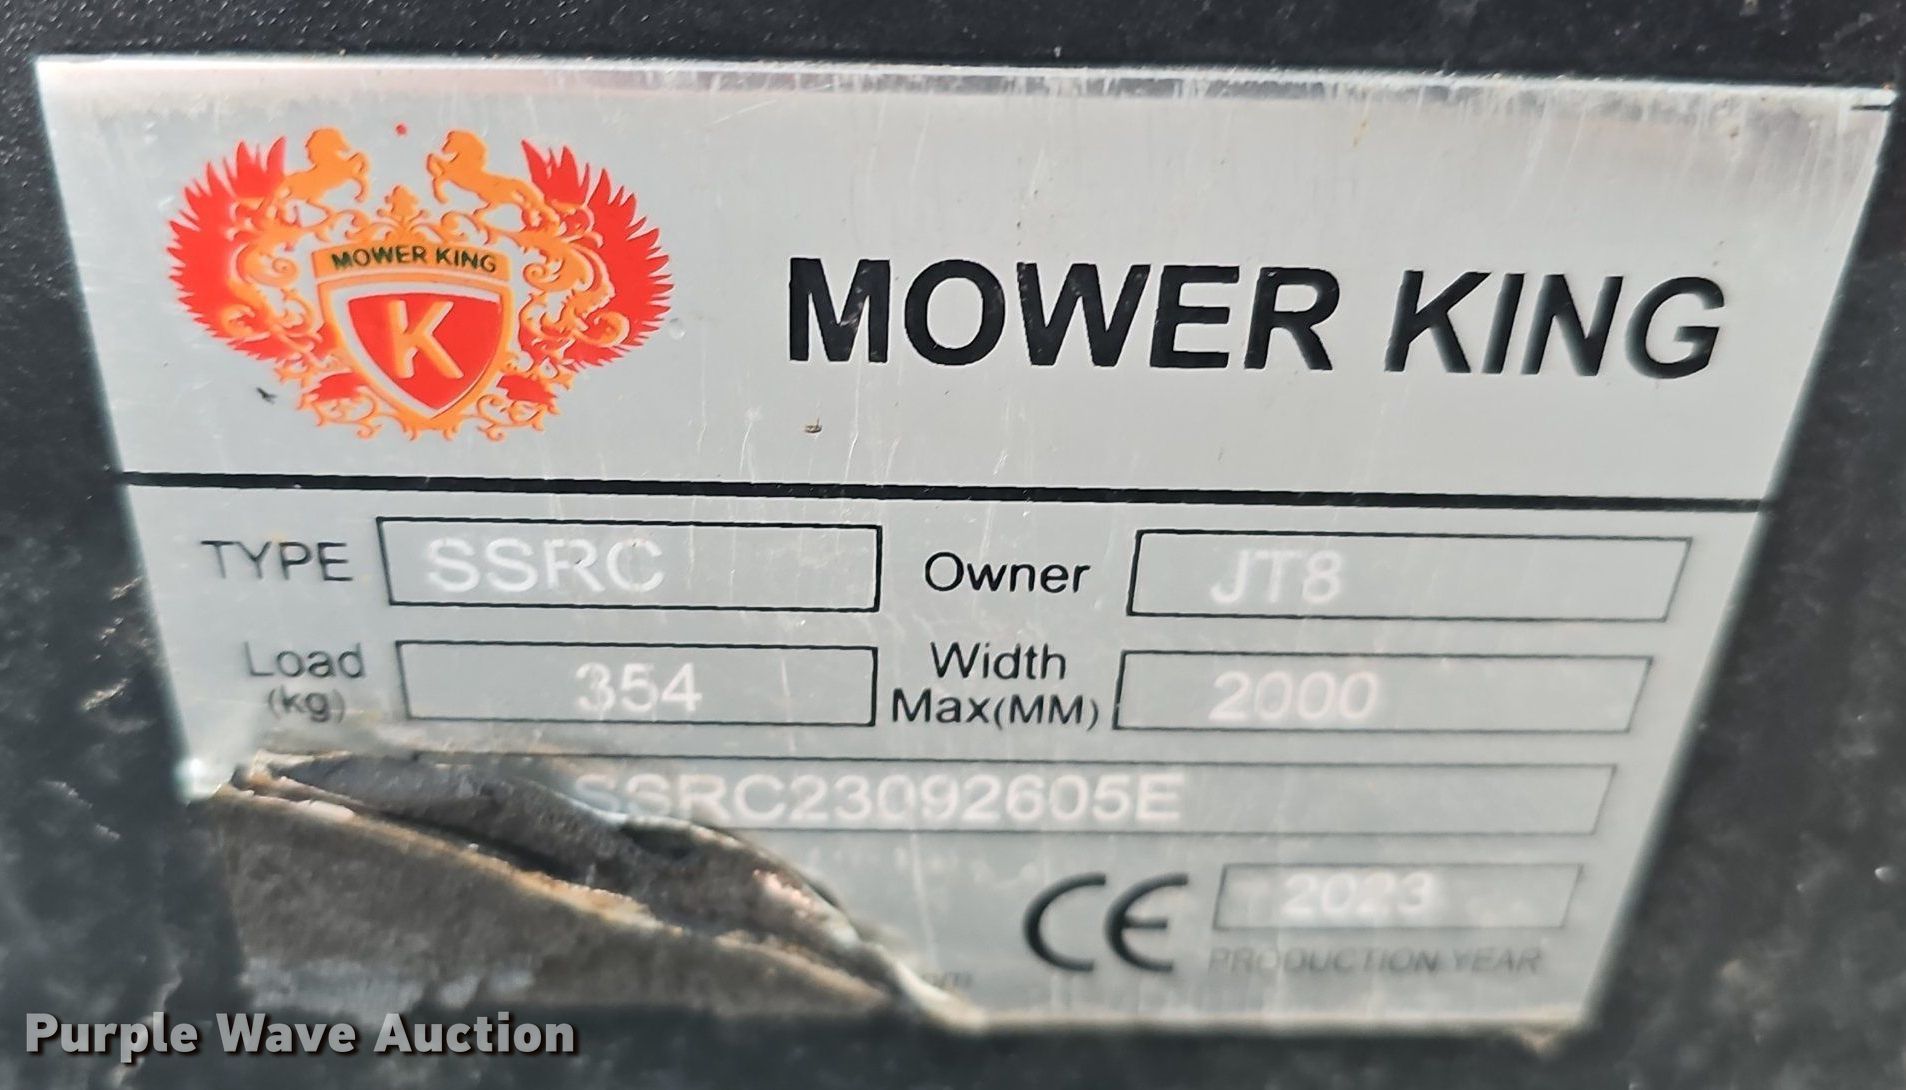 MOWER KING
K
MOWER KING
TYPE SSRC Owner JT8
Load (kg) 354 Width Max(MM) 2000
SSRC23092605E
CE 2023
PRODUCTION YEAR
Purple Wave Auction